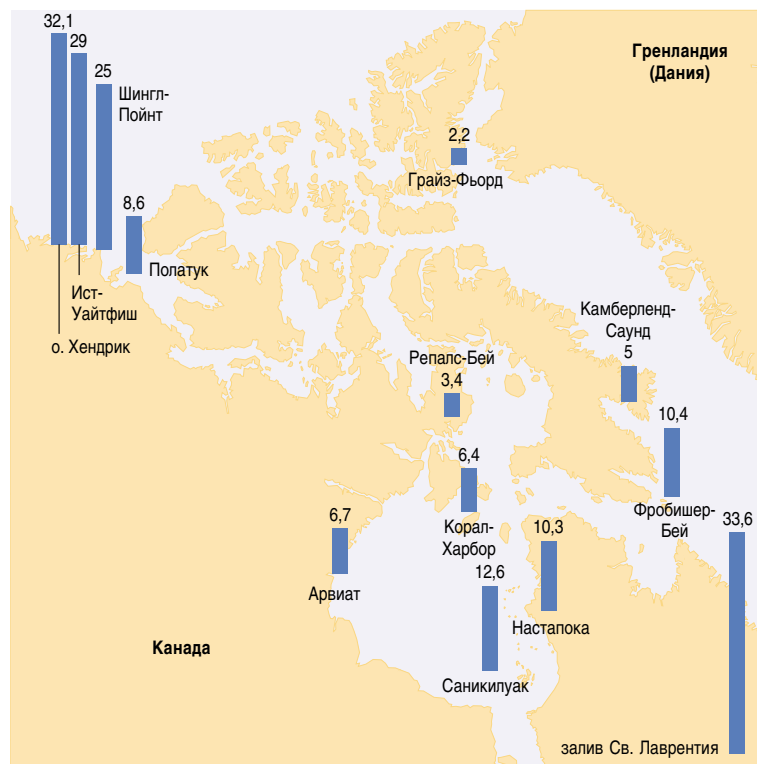 32,1
29
25
Шингл-
Пойнт
8,6
Полатук
Ист-
Уайтфиш
о. Хендрик
Гренландия
(Дания)
2,2
Грайз-Фьорд
Камберленд-
Саунд
5
Репалс-Бей
3,4
10,4
Фробишер-
Бей
6,4
Корал-
Харбор
6,7
Арвиат
10,3
Настапока
12,6
Саникилуак
33,6
залив Св. Лаврентия
Канада